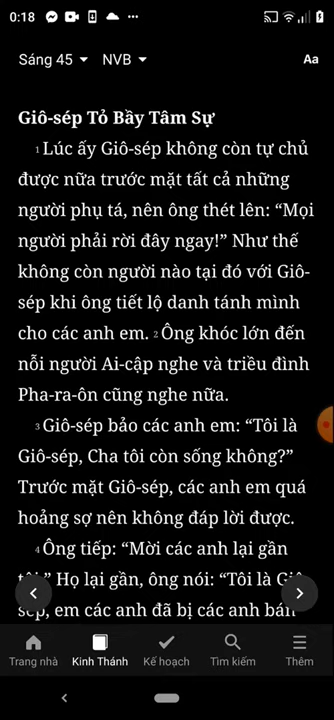 0:18
Sáng 45 NVB Aa
Giô-sép Tỏ Bầy Tâm Sự
1 Lúc ấy Giô-sép không còn tự chủ
được nữa trước mặt tất cả những
người phụ tá, nên ông thét lên: “Mọi
người phải rời đây ngay!” Như thế
không còn người nào tại đó với Giô-
sép khi ông tiết lộ danh tánh mình
cho các anh em. 2 Ông khóc lớn đến
nỗi người Ai-cập nghe và triều đình
Pha-ra-ôn cũng nghe nữa.
3 Giô-sép bảo các anh em: “Tôi là
Giô-sép, Cha tôi còn sống không?”
Trước mặt Giô-sép, các anh em quá
hoảng sợ nên không đáp lời được.
4 Ông tiếp: “Mời các anh lại gần
tôi.” Họ lại gần, ông nói: “Tôi là Giô-
sép, em các anh đã bị các anh bán
Trang nhà Kinh Thánh Kế hoạch Tìm kiếm Thêm